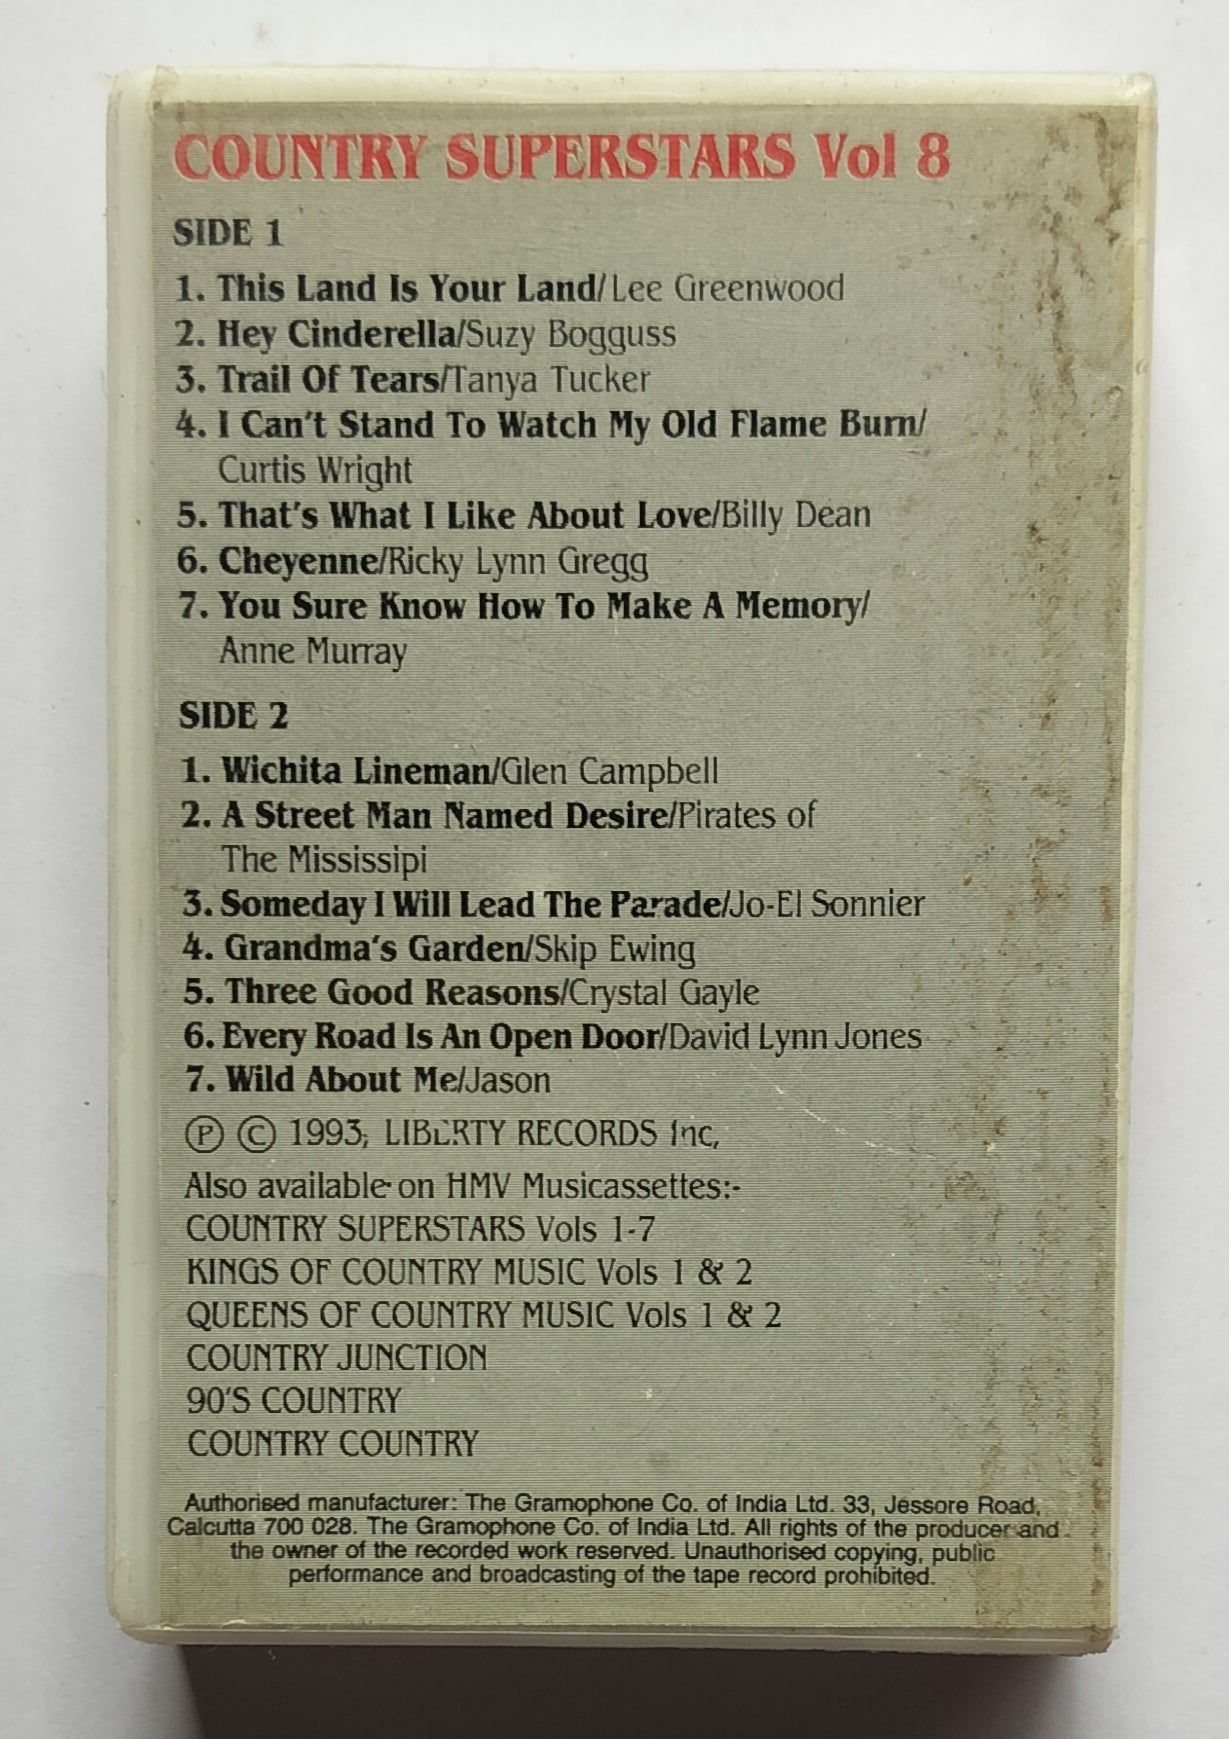 COUNTRY SUPERSTARS Vol 8
SIDE 1
1. This Land Is Your Land/Lee Greenwood
2. Hey Cinderella/Suzy Bogguss
3. Trail Of Tears/Tanya Tucker
4. I Can't Stand To Watch My Old Flame Burn/
Curtis Wright
5. That's What I Like About Love/Billy Dean
6. Cheyenne/Ricky Lynn Gregg
7. You Sure Know How To Make A Memory/
Anne Murray
SIDE 2
1. Wichita Lineman/Glen Campbell
2. A Street Man Named Desire/Pirates of
The Mississipi
3. Someday I Will Lead The Parade/Jo-El Sonnier
4. Grandma's Garden/Skip Ewing
5. Three Good Reasons/Crystal Gayle
6. Every Road Is An Open Door/David Lynn Jones
7. Wild About Me/Jason
Ⓟ © 1993, LIBERTY RECORDS Inc,
Also available on HMV Musicassettes:-
COUNTRY SUPERSTARS Vols 1-7
KINGS OF COUNTRY MUSIC Vols 1 & 2
QUEENS OF COUNTRY MUSIC Vols 1 & 2
COUNTRY JUNCTION
90'S COUNTRY
COUNTRY COUNTRY
Authorised manufacturer: The Gramophone Co. of India Ltd. 33, Jessore Road,
Calcutta 700 028. The Gramophone Co. of India Ltd. All rights of the producer and
the owner of the recorded work reserved. Unauthorised copying, public
performance and broadcasting of the tape record prohibited.